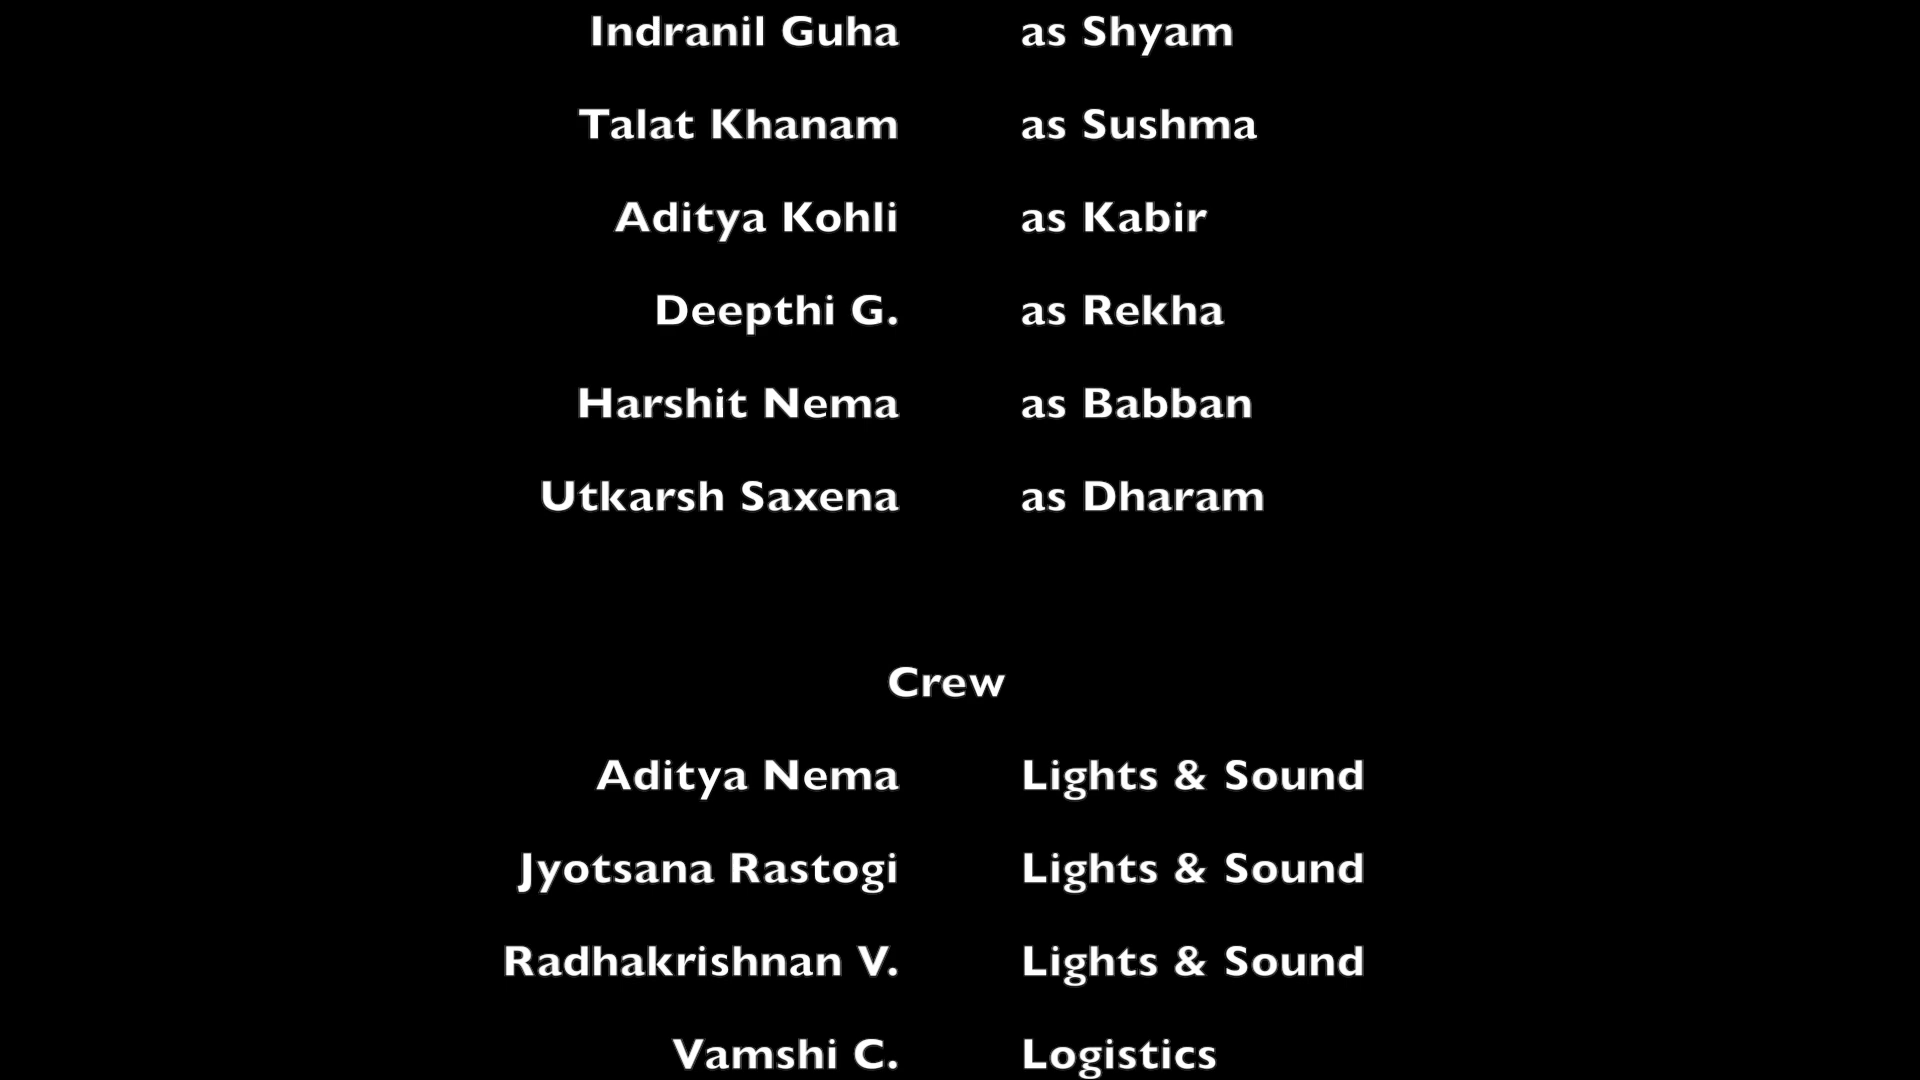 Indranil Guha as Shyam
Talat Khanam as Sushma
Aditya Kohli as Kabir
Deepthi G. as Rekha
Harshit Nema as Babban
Utkarsh Saxena as Dharam
Crew
Aditya Nema Lights & Sound
Jyotsana Rastogi Lights & Sound
Radhakrishnan V. Lights & Sound
Vamshi C. Logistics